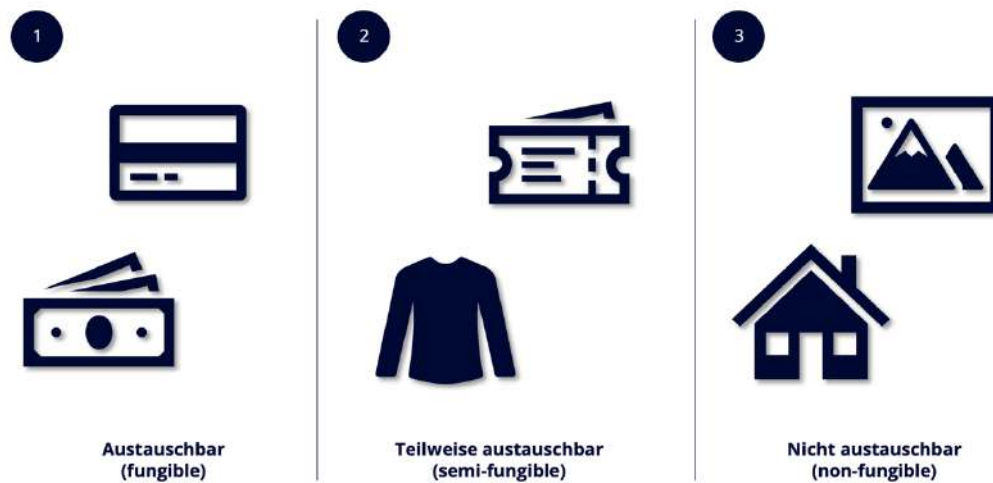 1
2
3
Austauschbar
(fungible)
Teilweise austauschbar
(semi-fungible)
Nicht austauschbar
(non-fungible)